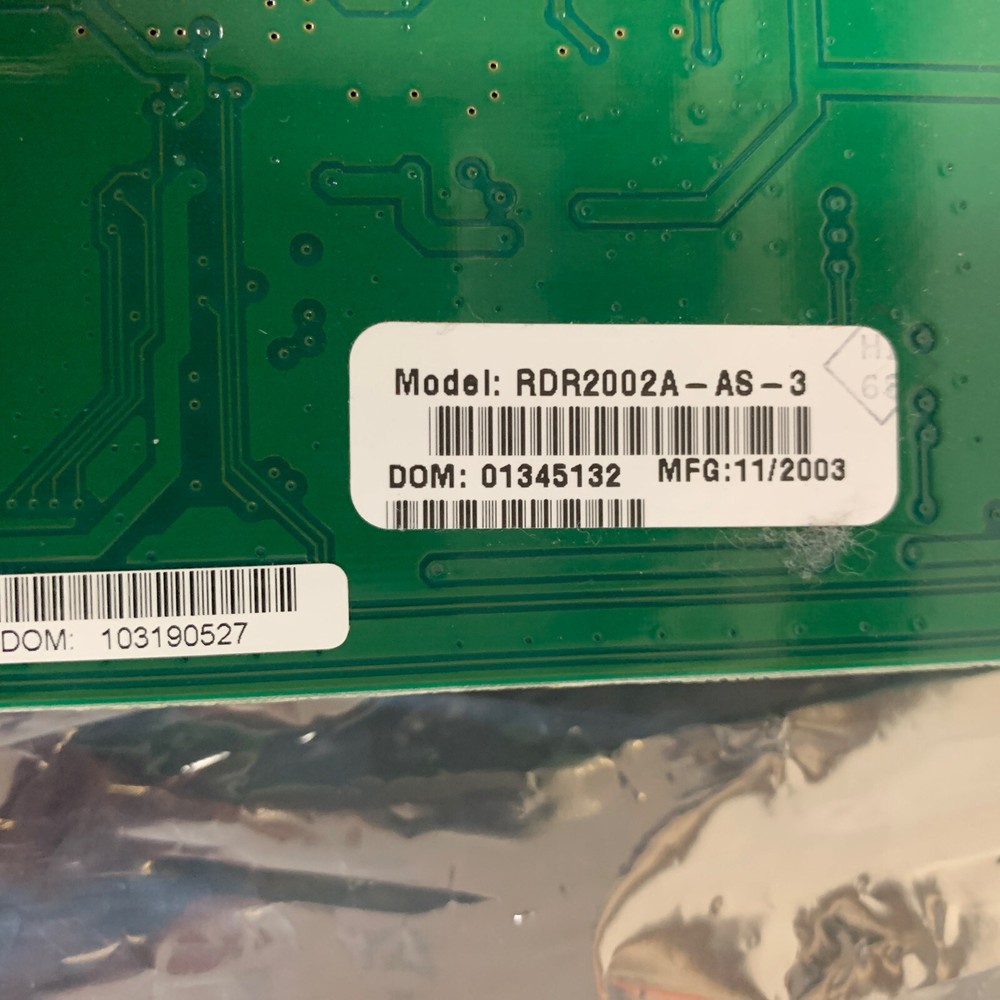 Model: RDR2002A-AS-3
DOM: 01345132 MFG:11/2003
DOM: 103190527